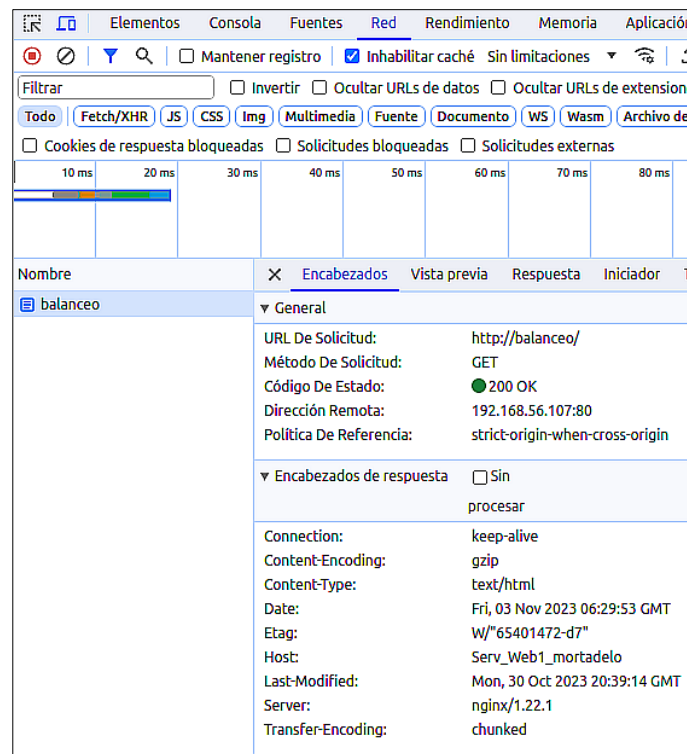 Elementos Consola Fuentes Red Rendimiento Memoria Aplicación
Mantener registro Inhabilitar caché Sin limitaciones
Filtrar Invertir Ocultar URLs de datos Ocultar URLs de extension
Todo Fetch/XHR JS CSS Img Multimedia Fuente Documento WS Wasm Archivo de
Cookies de respuesta bloqueadas Solicitudes bloqueadas Solicitudes externas
10 ms 20 ms 30 ms 40 ms 50 ms 60 ms 70 ms 80 ms
Nombre Encabezados Vista previa Respuesta Iniciador
balanceo
General
URL De Solicitud: http://balanceo/
Método De Solicitud: GET
Código De Estado: 200 OK
Dirección Remota: 192.168.56.107:80
Política De Referencia: strict-origin-when-cross-origin
Encabezados de respuesta Sin
procesar
Connection: keep-alive
Content-Encoding: gzip
Content-Type: text/html
Date: Fri, 03 Nov 2023 06:29:53 GMT
Etag: W/"65401472-d7"
Host: Serv_Web1_mortadelo
Last-Modified: Mon, 30 Oct 2023 20:39:14 GMT
Server: nginx/1.22.1
Transfer-Encoding: chunked